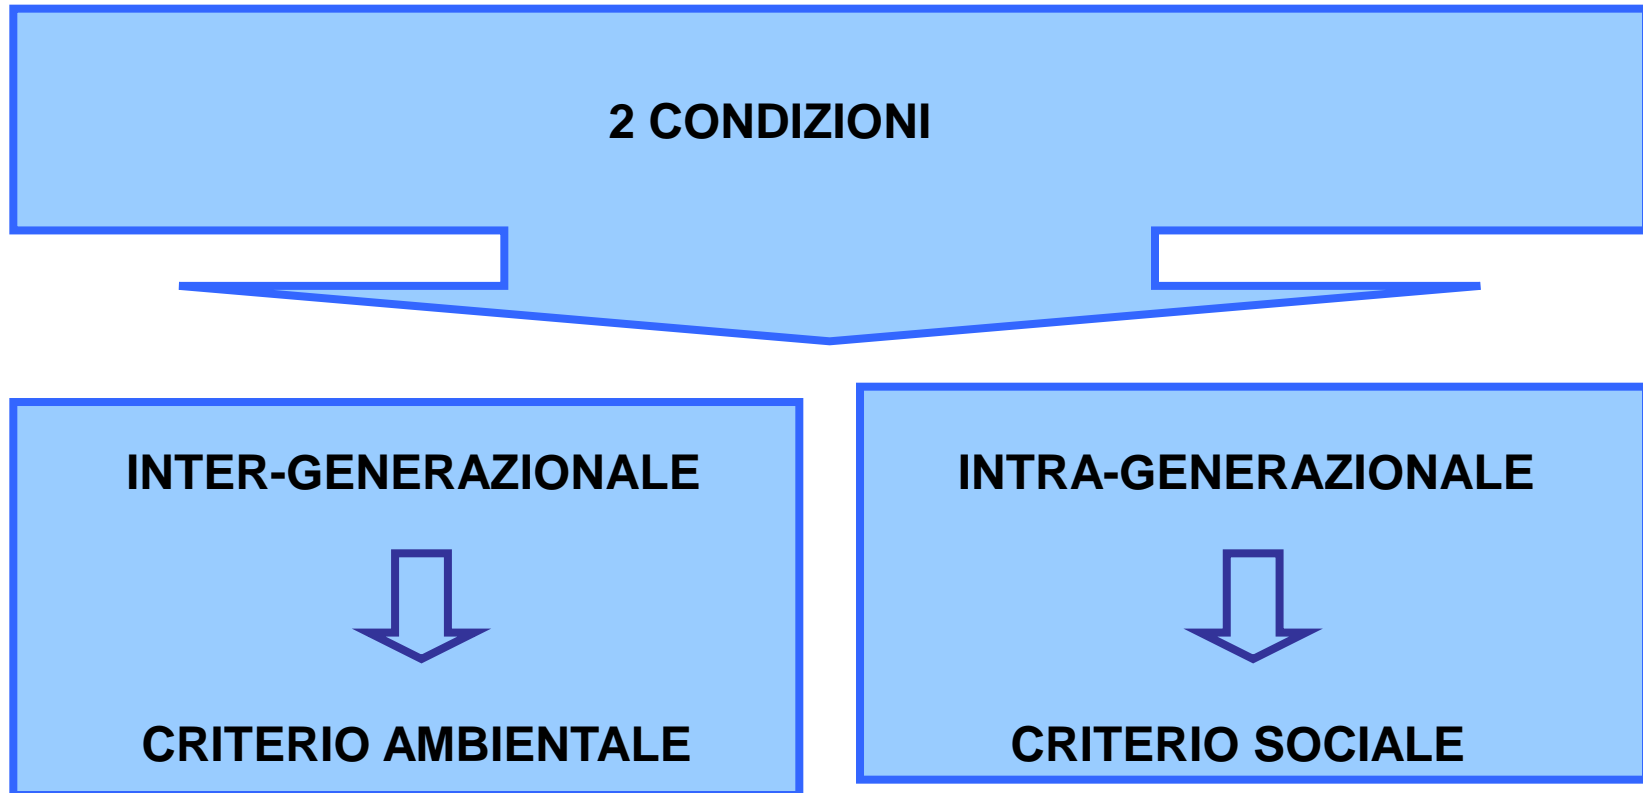 2 CONDIZIONI
INTER-GENERAZIONALE
CRITERIO AMBIENTALE
INTRA-GENERAZIONALE
CRITERIO SOCIALE